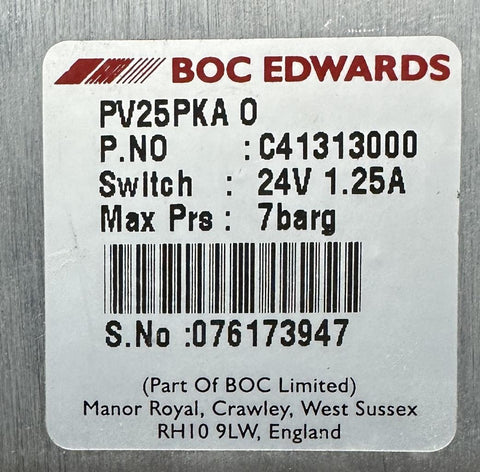 BOC EDWARDS
PV25PKA O
P.NO : C41313000
Switch : 24V 1.25A
Max Prs : 7barg
S.No :076173947
(Part Of BOC Limited)
Manor Royal, Crawley, West Sussex
RH10 9LW, England